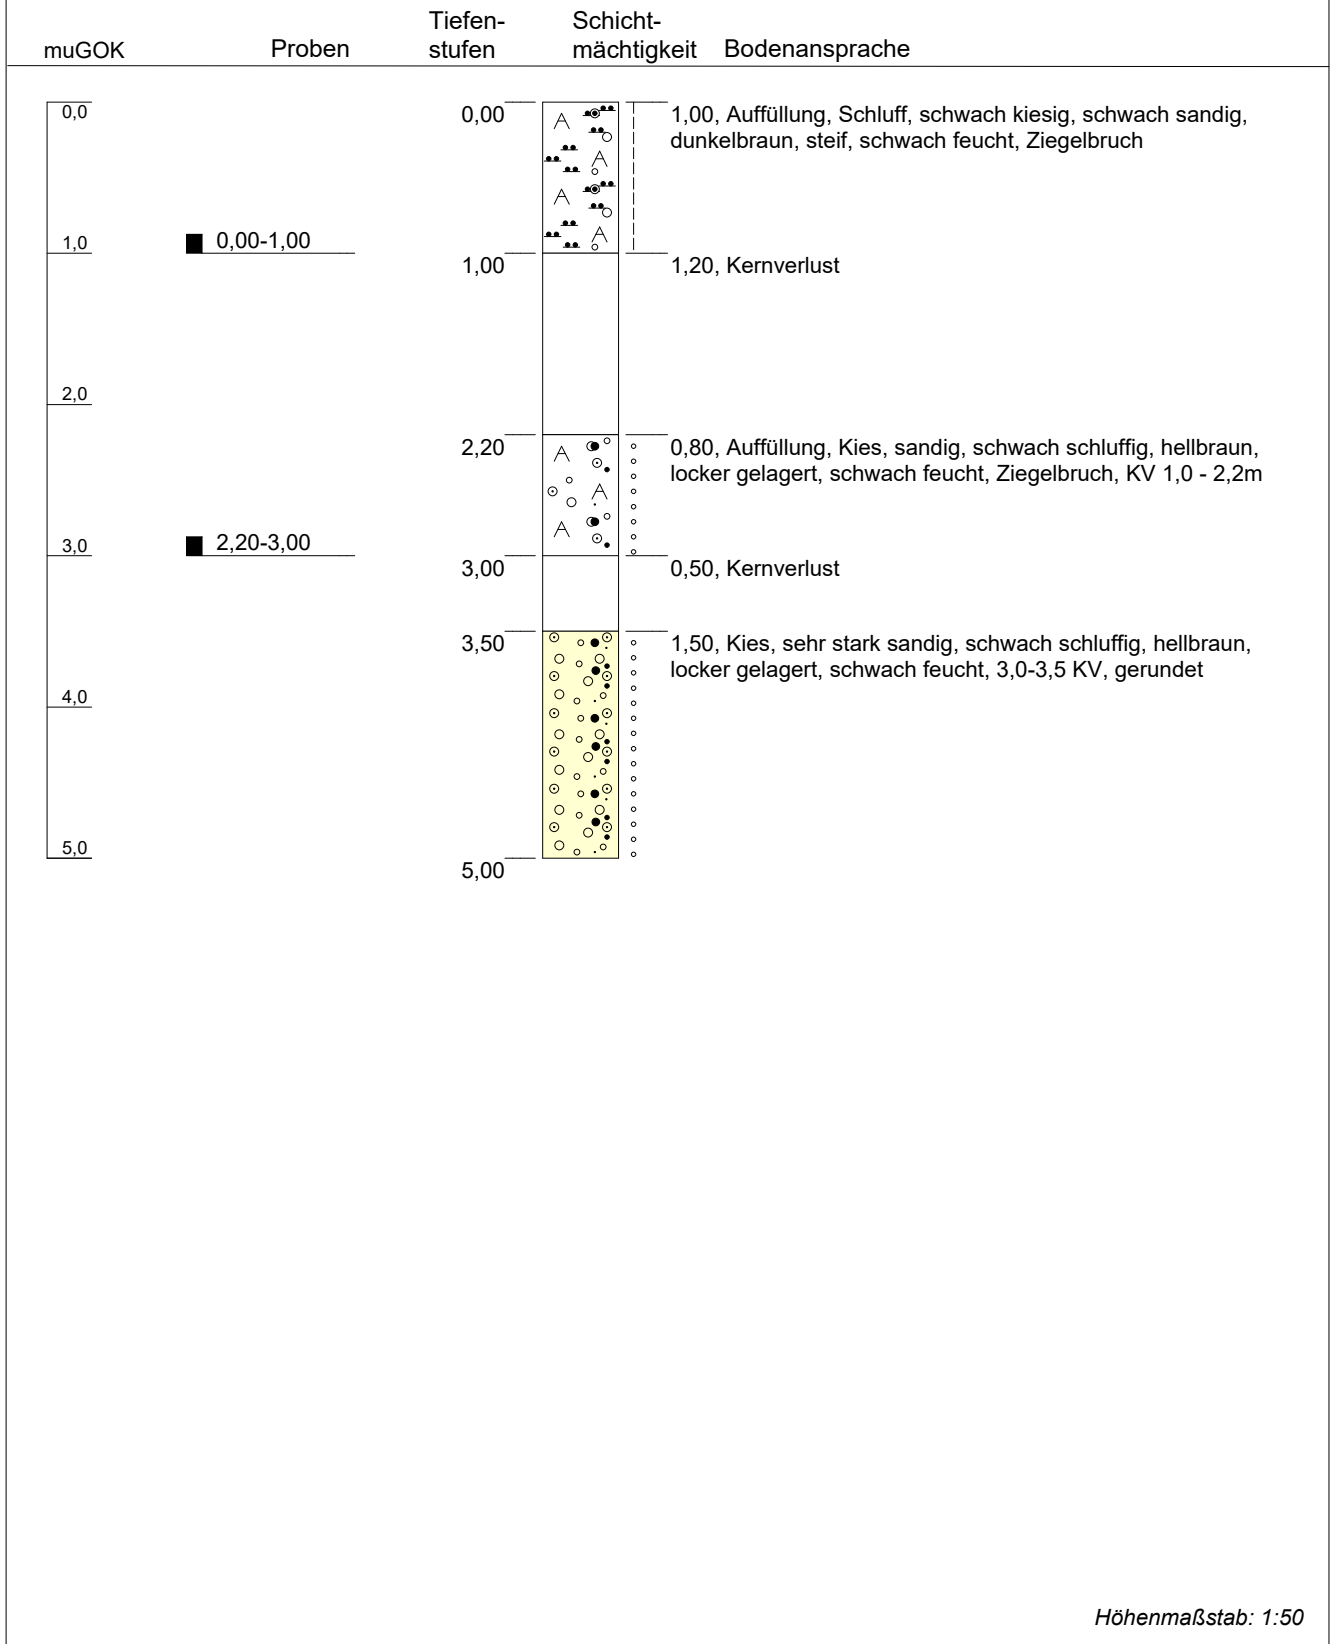 muGOK
Proben
Tiefen-
stufen
Schicht-
mächtigkeit
Bodenansprache
0,0
0,00
1,00, Auffüllung, Schluff, schwach kiesig, schwach sandig,
dunkelbraun, steif, schwach feucht, Ziegelbruch
1,0
0,00-1,00
1,00
1,20, Kernverlust
2,0
2,20
0,80, Auffüllung, Kies, sandig, schwach schluffig, hellbraun,
locker gelagert, schwach feucht, Ziegelbruch, KV 1,0 - 2,2m
3,0
2,20-3,00
3,00
0,50, Kernverlust
3,50
1,50, Kies, sehr stark sandig, schwach schluffig, hellbraun,
locker gelagert, schwach feucht, 3,0-3,5 KV, gerundet
4,0
5,0
5,00
Höhenmaßstab: 1:50